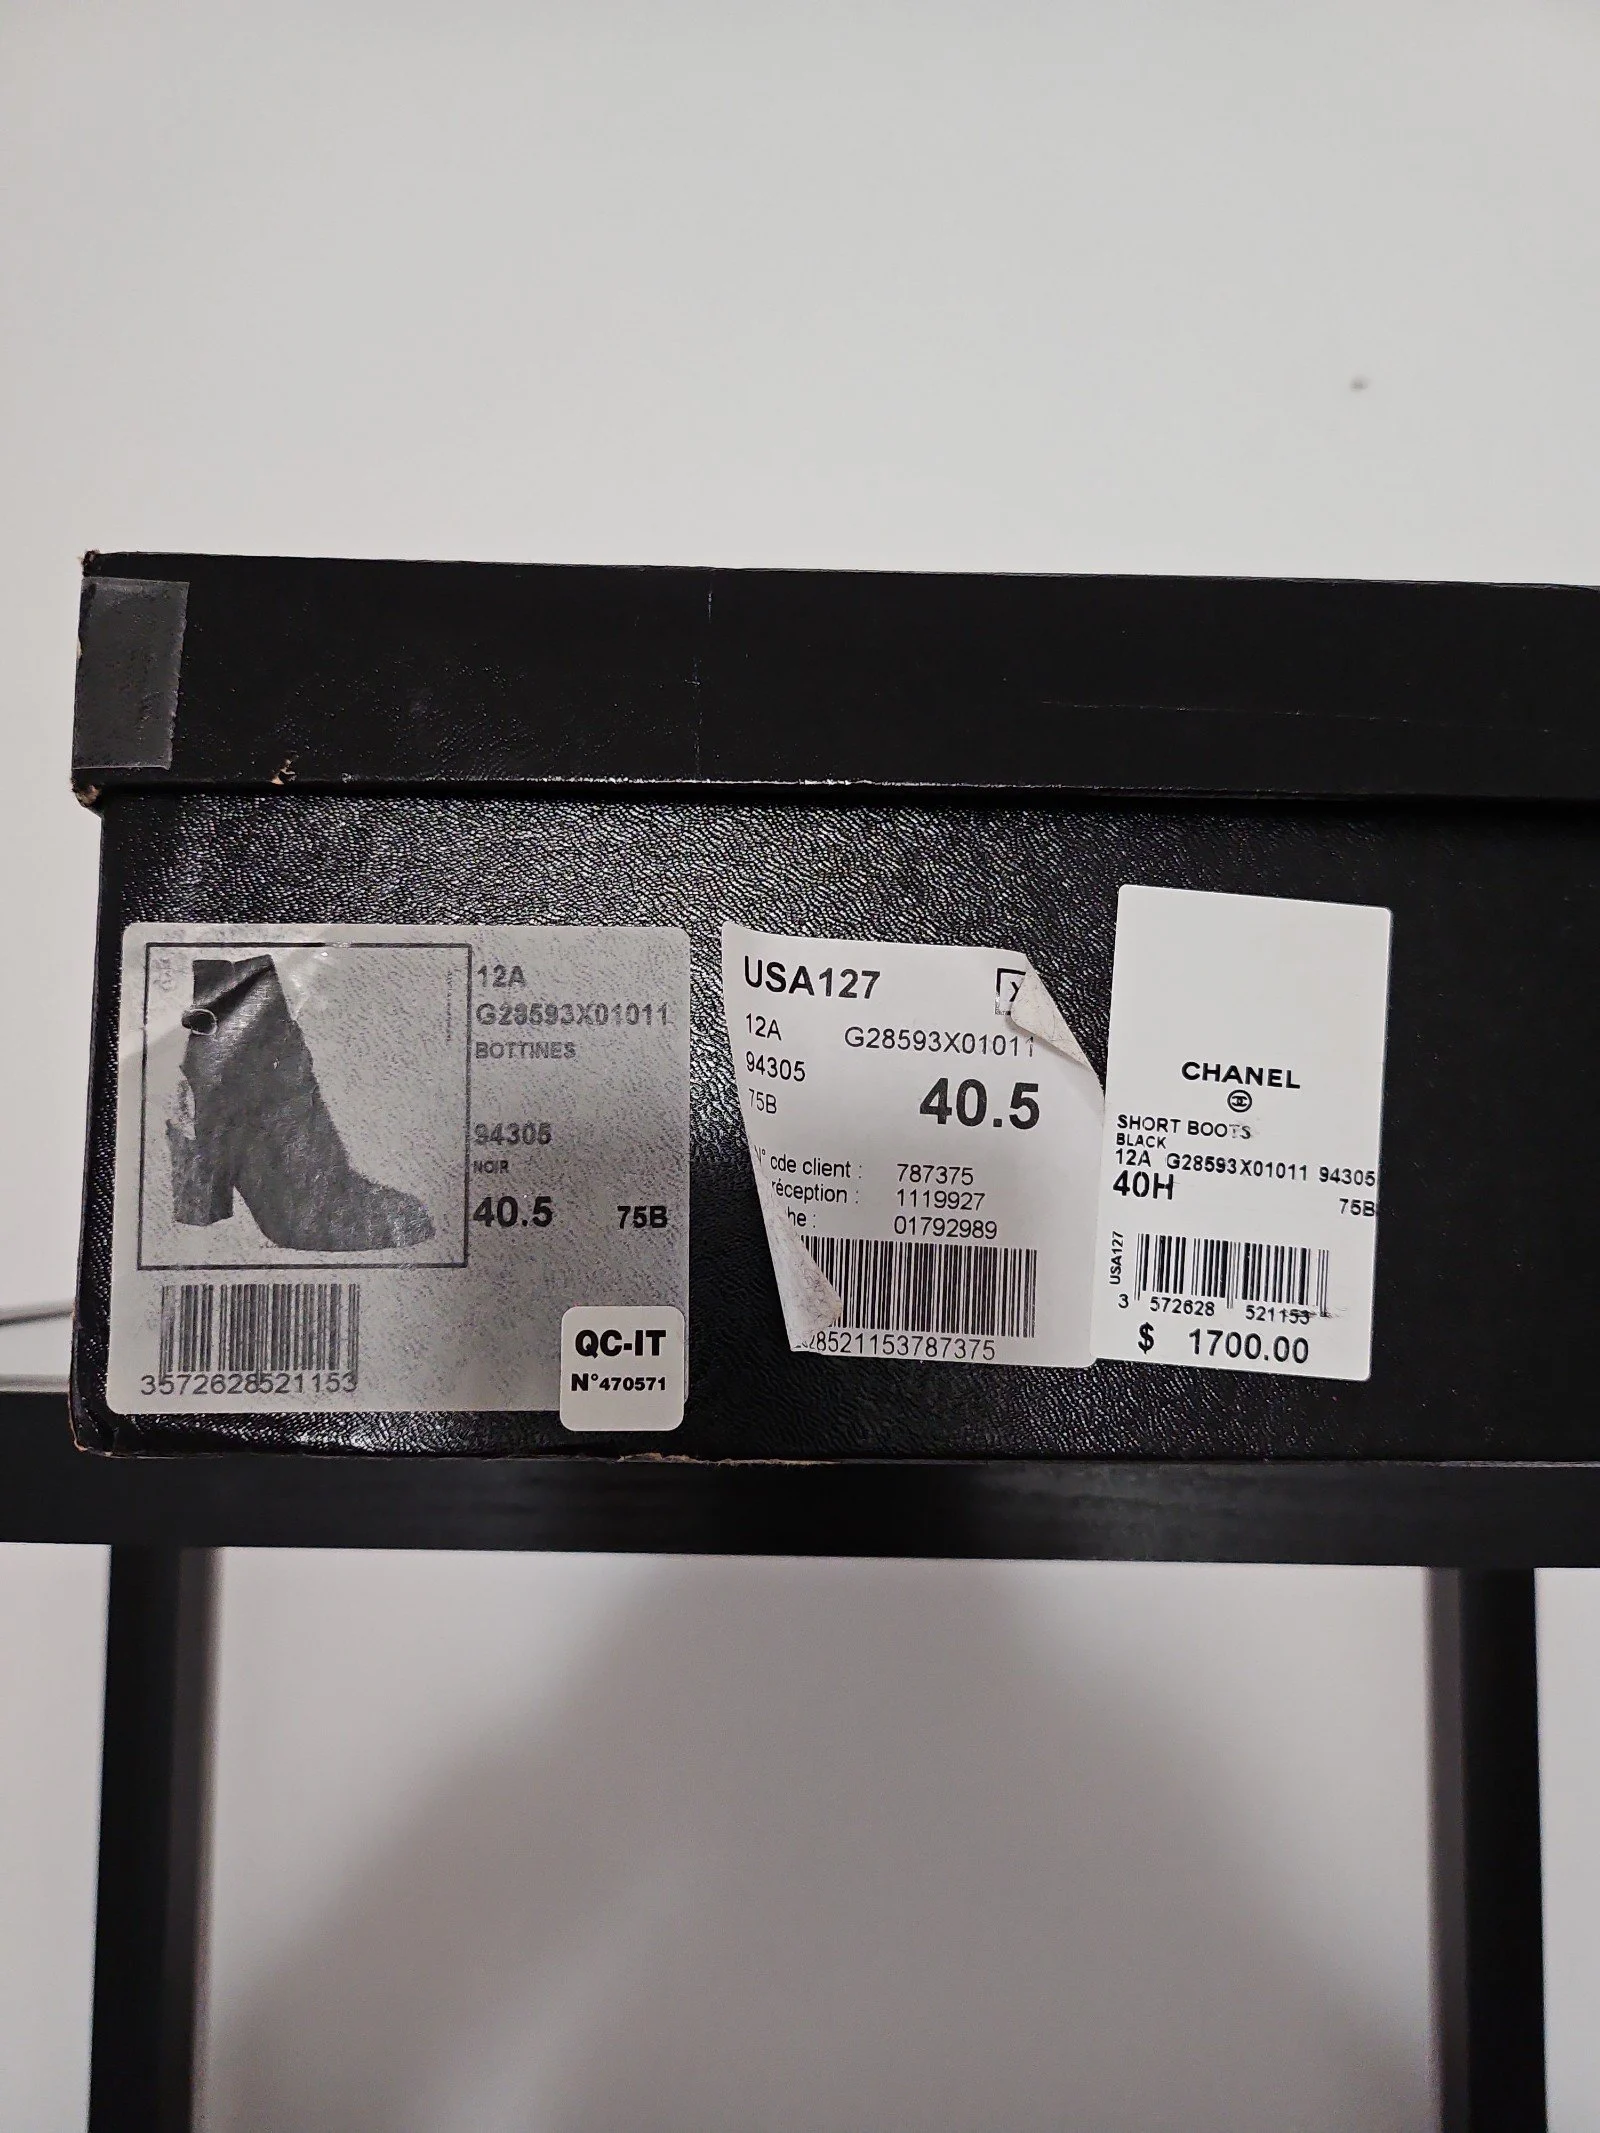 12A
G28593X01011
BOTTINES
94305
NOIR
40.5 75B
3572628521153
QC-IT
N°470571
USA127
12A G28593X01011
94305
75B 40.5
N° cde client : 787375
réception : 1119927
he : 01792989
28521153787375
CHANEL
SHORT BOOTS
BLACK
12A G28593X01011 94305
40H 75B
USA127
3 572628 521153
$ 1700.00